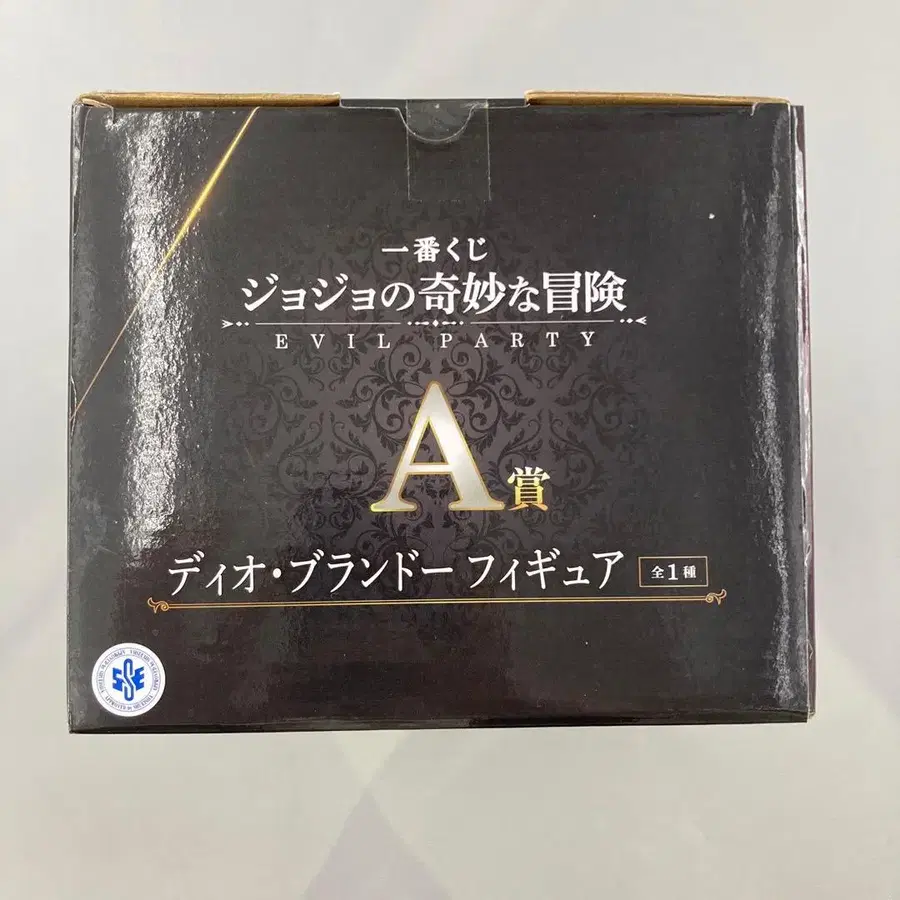 一番くじ
ジョジョの奇妙な冒険
EVIL PARTY
A賞
ディオ・ブランドー フィギュア 全1種